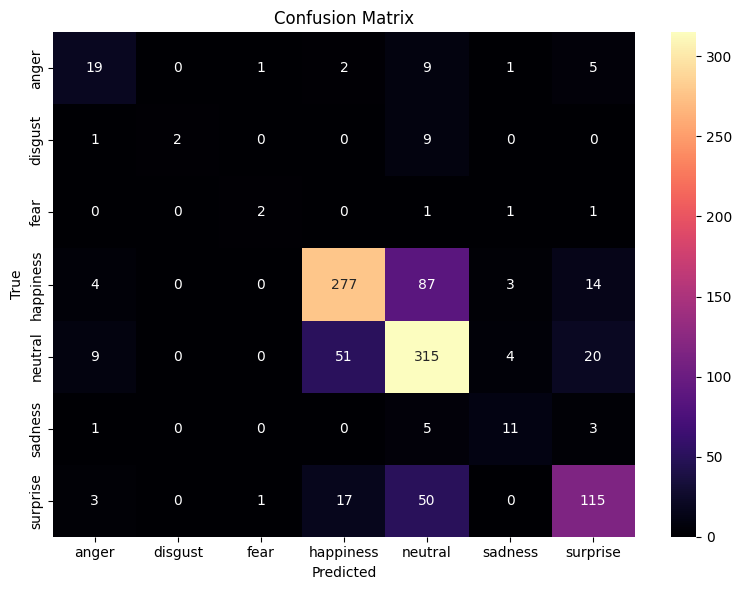 Confusion Matrix
True
anger 19 0 1 2 9 1 5
disgust 1 2 0 0 9 0 0
fear 0 0 2 0 1 1 1
happiness 4 0 0 277 87 3 14
neutral 9 0 0 51 315 4 20
sadness 1 0 0 0 5 11 3
surprise 3 0 1 17 50 0 115
anger disgust fear happiness neutral sadness surprise
Predicted
300
250
200
150
100
50
0